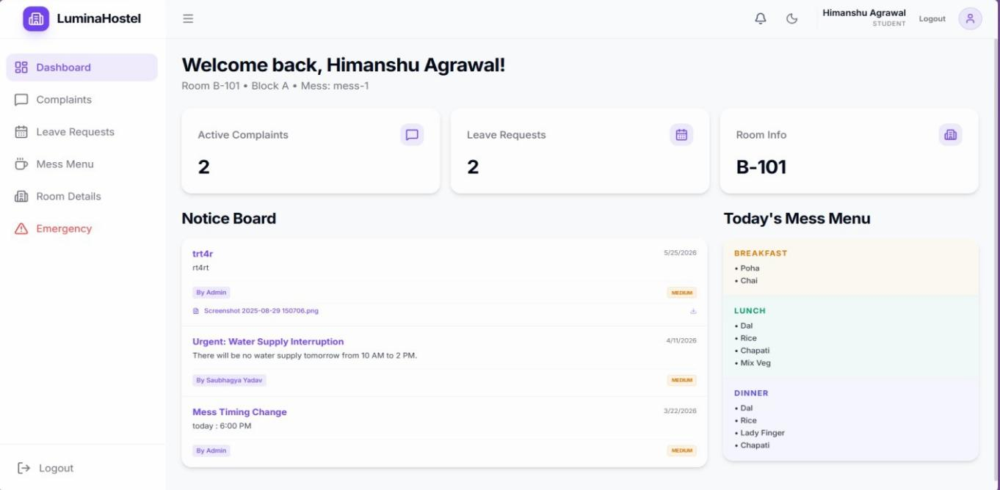 LuminaHostel
Himanshu Agrawal
STUDENT
Logout
Dashboard
Complaints
Leave Requests
Mess Menu
Room Details
Emergency
Logout
Welcome back, Himanshu Agrawal!
Room B-101 • Block A • Mess: mess-1
Active Complaints
2
Leave Requests
2
Room Info
B-101
Notice Board
trt4r
5/25/2026
rt4rt
By Admin
MEDIUM
Screenshot 2025-08-29 150706.png
Urgent: Water Supply Interruption
4/11/2026
There will be no water supply tomorrow from 10 AM to 2 PM.
By Saubhagya Yadav
MEDIUM
Mess Timing Change
3/22/2026
today : 6:00 PM
By Admin
MEDIUM
Today's Mess Menu
BREAKFAST
• Poha
• Chai
LUNCH
• Dal
• Rice
• Chapati
• Mix Veg
DINNER
• Dal
• Rice
• Lady Finger
• Chapati